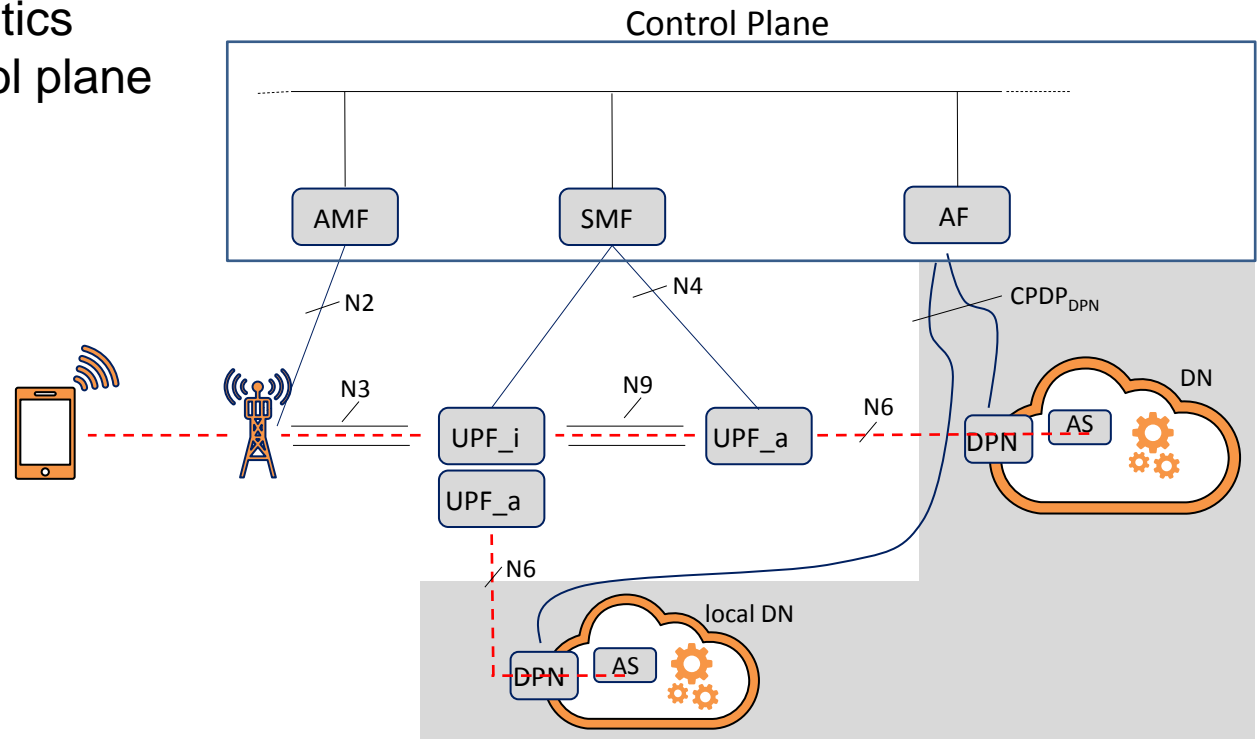 tics
Control Plane
ol plane
AMF
SMF
AF
N2
N4
CPDP_DPN
N3
N9
N6
DN
UPF_i
UPF_a
DPN
AS
UPF_a
N6
local DN
DPN
AS